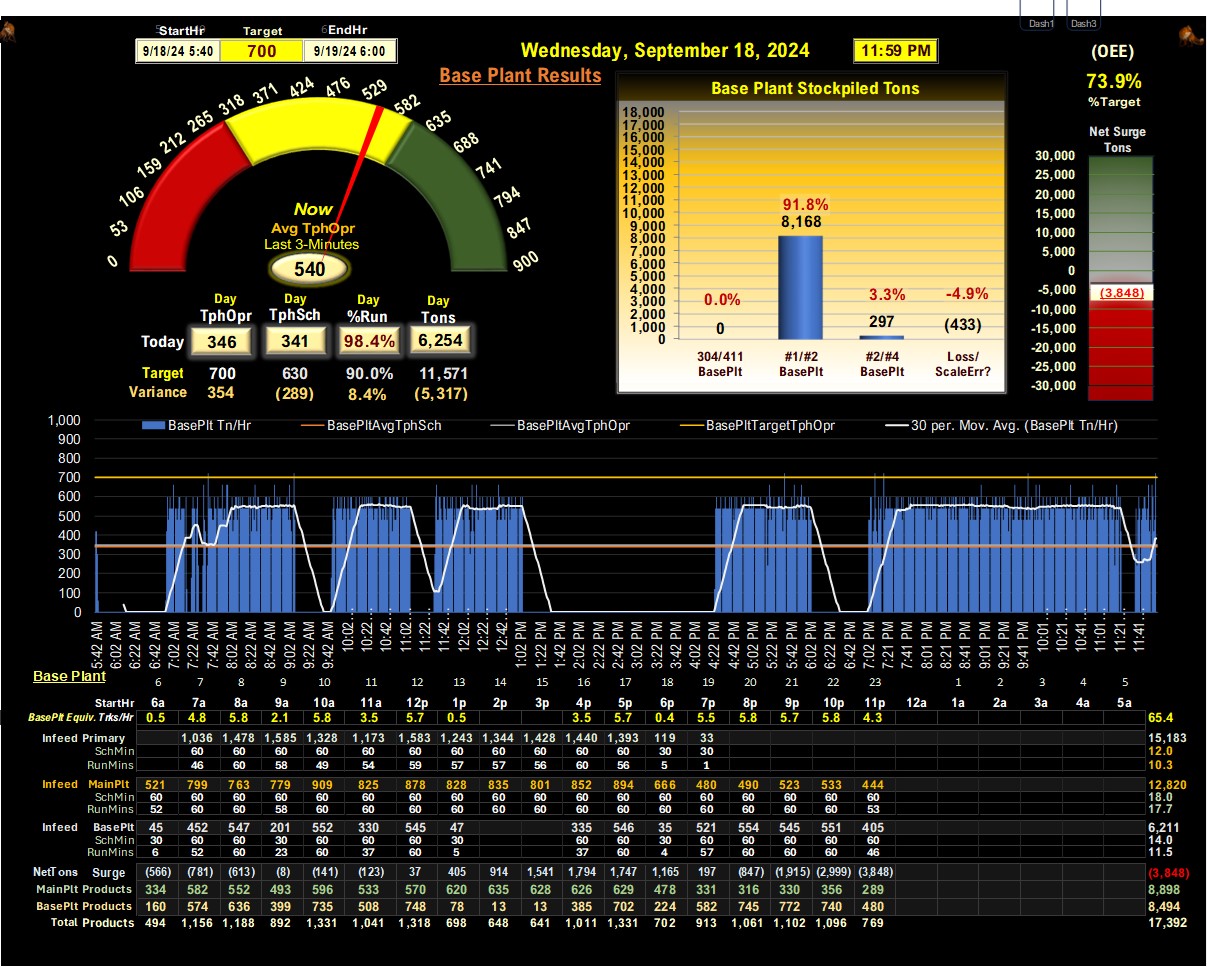 Dash1 Dash3
StartHr Target EndHr
9/18/24 5:40 700 9/19/24 6:00
Wednesday, September 18, 2024 11:59 PM
(OEE)
73.9%
%Target
Base Plant Results
Base Plant Stockpiled Tons
0 53 106 159 212 265 318 371 424 476 529 582 635 688 741 794 847 900
Now
Avg TphOpr
Last 3-Minutes
540
Day TphOpr Day TphSch Day %Run Day Tons
Today 346 341 98.4% 6,254
Target 700 630 90.0% 11,571
Variance 354 (289) 8.4% (5,317)
18,000
17,000
16,000
15,000
14,000
13,000
12,000
11,000
10,000
9,000
8,000
7,000
6,000
5,000
4,000
3,000
2,000
1,000
0
0.0% 91.8% 3.3% -4.9%
0 8,168 297 (433)
304/411 BasePlt #1/#2 BasePlt #2/#4 BasePlt Loss/ ScaleErr?
Net Surge
Tons
30,000
25,000
20,000
15,000
10,000
5,000
0
-5,000
(3,848)
-10,000
-15,000
-20,000
-25,000
-30,000
BasePlt Tn/Hr BasePltAvgTphSch BasePltAvgTphOpr BasePltTargetTphOpr 30 per. Mov. Avg. (BasePlt Tn/Hr)
1,000
900
800
700
600
500
400
300
200
100
0
5:42 AM 6:02 AM 6:22 AM 6:42 AM 7:02 AM 7:22 AM 7:42 AM 8:02 AM 8:22 AM 8:42 AM 9:02 AM 9:22 AM 9:42 AM 10:02... 10:22... 10:42... 11:02... 11:22... 11:42... 12:02... 12:22... 12:42... 1:02 PM 1:22 PM 1:42 PM 2:02 PM 2:22 PM 2:42 PM 3:02 PM 3:22 PM 3:42 PM 4:02 PM 4:22 PM 4:42 PM 5:02 PM 5:22 PM 5:42 PM 6:02 PM 6:22 PM 6:42 PM 7:02 PM 7:21 PM 7:41 PM 8:01 PM 8:21 PM 8:41 PM 9:01 PM 9:21 PM 9:41 PM 10:01... 10:21... 10:41... 11:01... 11:21... 11:41...
Base Plant
6 7 8 9 10 11 12 13 14 15 16 17 18 19 20 21 22 23 1 2 3 4 5
StartHr 6a 7a 8a 9a 10a 11a 12p 1p 2p 3p 4p 5p 6p 7p 8p 9p 10p 11p 12a 1a 2a 3a 4a 5a
BasePlt Equiv. Trks/Hr 0.5 4.8 5.8 2.1 5.8 3.5 5.7 0.5 3.5 5.7 0.4 5.5 5.8 5.7 5.8 4.3 65.4
Infeed Primary 1,036 1,478 1,585 1,328 1,173 1,583 1,243 1,344 1,428 1,440 1,393 119 33 15,183
SchMin 60 60 60 60 60 60 60 60 60 60 60 30 30 12.0
RunMins 46 60 58 49 54 59 57 57 56 60 56 5 1 10.3
Infeed MainPlt 521 799 763 779 909 825 878 828 835 801 852 894 666 480 490 523 533 444 12,820
SchMin 60 60 60 60 60 60 60 60 60 60 60 60 60 60 60 60 60 60 18.0
RunMins 52 60 60 58 60 60 60 60 60 60 60 60 60 60 60 60 60 53 17.7
Infeed BasePlt 45 452 547 201 552 330 545 47 335 546 35 521 554 545 551 405 6,211
SchMin 30 60 60 30 60 60 60 30 60 60 30 60 60 60 60 60 14.0
RunMins 6 52 60 23 60 37 60 5 37 60 4 57 60 60 60 46 11.5
NetTons Surge (566) (781) (613) (8) (141) (123) 37 405 914 1,541 1,794 1,747 1,165 197 (847) (1,915) (2,999) (3,848) (3,848)
MainPlt Products 334 582 552 493 596 533 570 620 635 628 626 629 478 331 316 330 356 289 8,898
BasePlt Products 160 574 636 399 735 508 748 78 13 13 385 702 224 582 745 772 740 480 8,494
Total Products 494 1,156 1,188 892 1,331 1,041 1,318 698 648 641 1,011 1,331 702 913 1,061 1,102 1,096 769 17,392